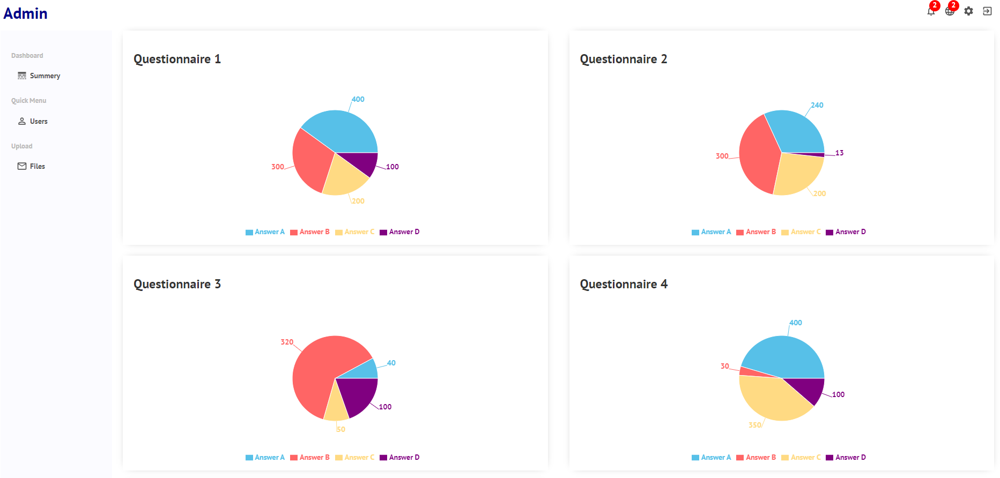 Admin
2
2
Dashboard
Summery
Quick Menu
Users
Upload
Files
Questionnaire 1
400
300
100
200
Answer A Answer B Answer C Answer D
Questionnaire 2
240
13
300
200
Answer A Answer B Answer C Answer D
Questionnaire 3
320
40
100
50
Answer A Answer B Answer C Answer D
Questionnaire 4
400
30
100
350
Answer A Answer B Answer C Answer D